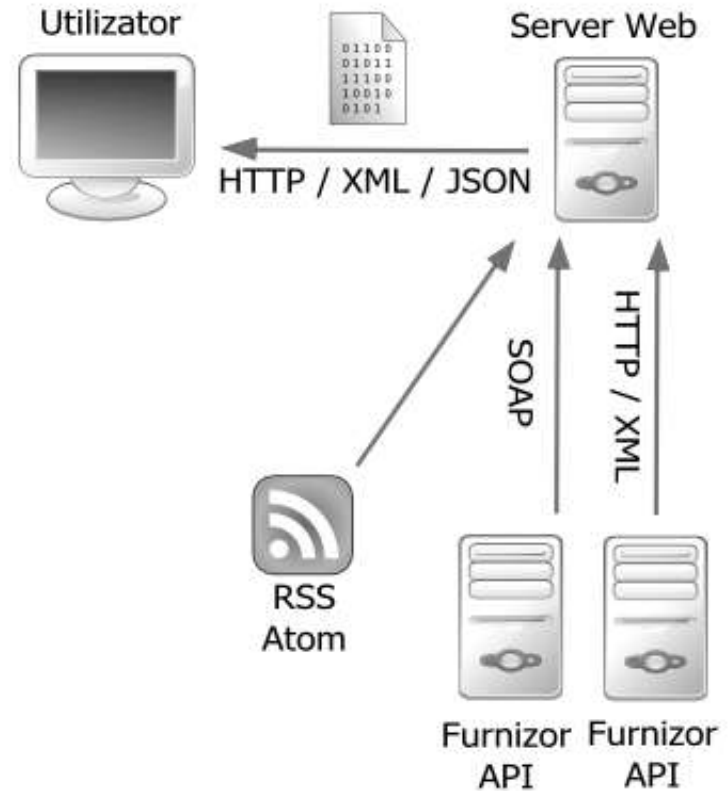 Utilizator
Server Web
01100
01011
11100
10010
0101
HTTP / XML / JSON
SOAP
HTTP / XML
RSS
Atom
Furnizor
API
Furnizor
API